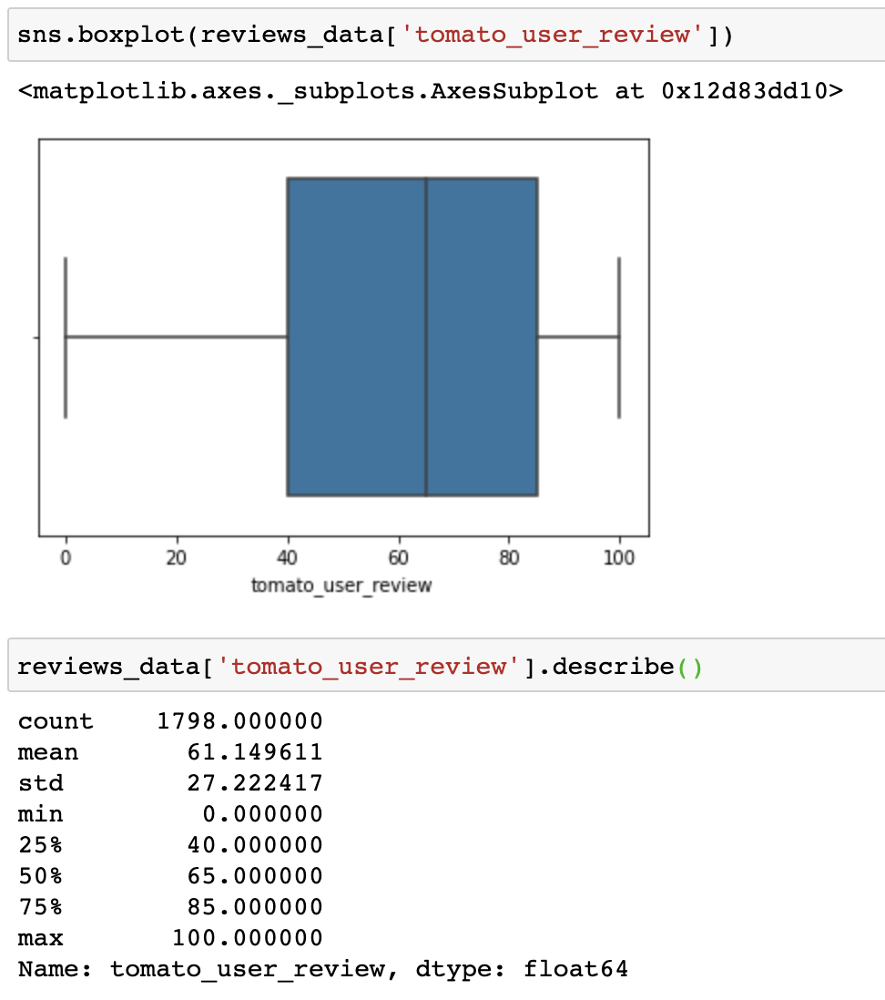 sns.boxplot(reviews_data['tomato_user_review'])
<matplotlib.axes._subplots.AxesSubplot at 0x12d83dd10>
0 20 40 60 80 100
tomato_user_review
reviews_data['tomato_user_review'].describe()
count 1798.000000
mean 61.149611
std 27.222417
min 0.000000
25% 40.000000
50% 65.000000
75% 85.000000
max 100.000000
Name: tomato_user_review, dtype: float64